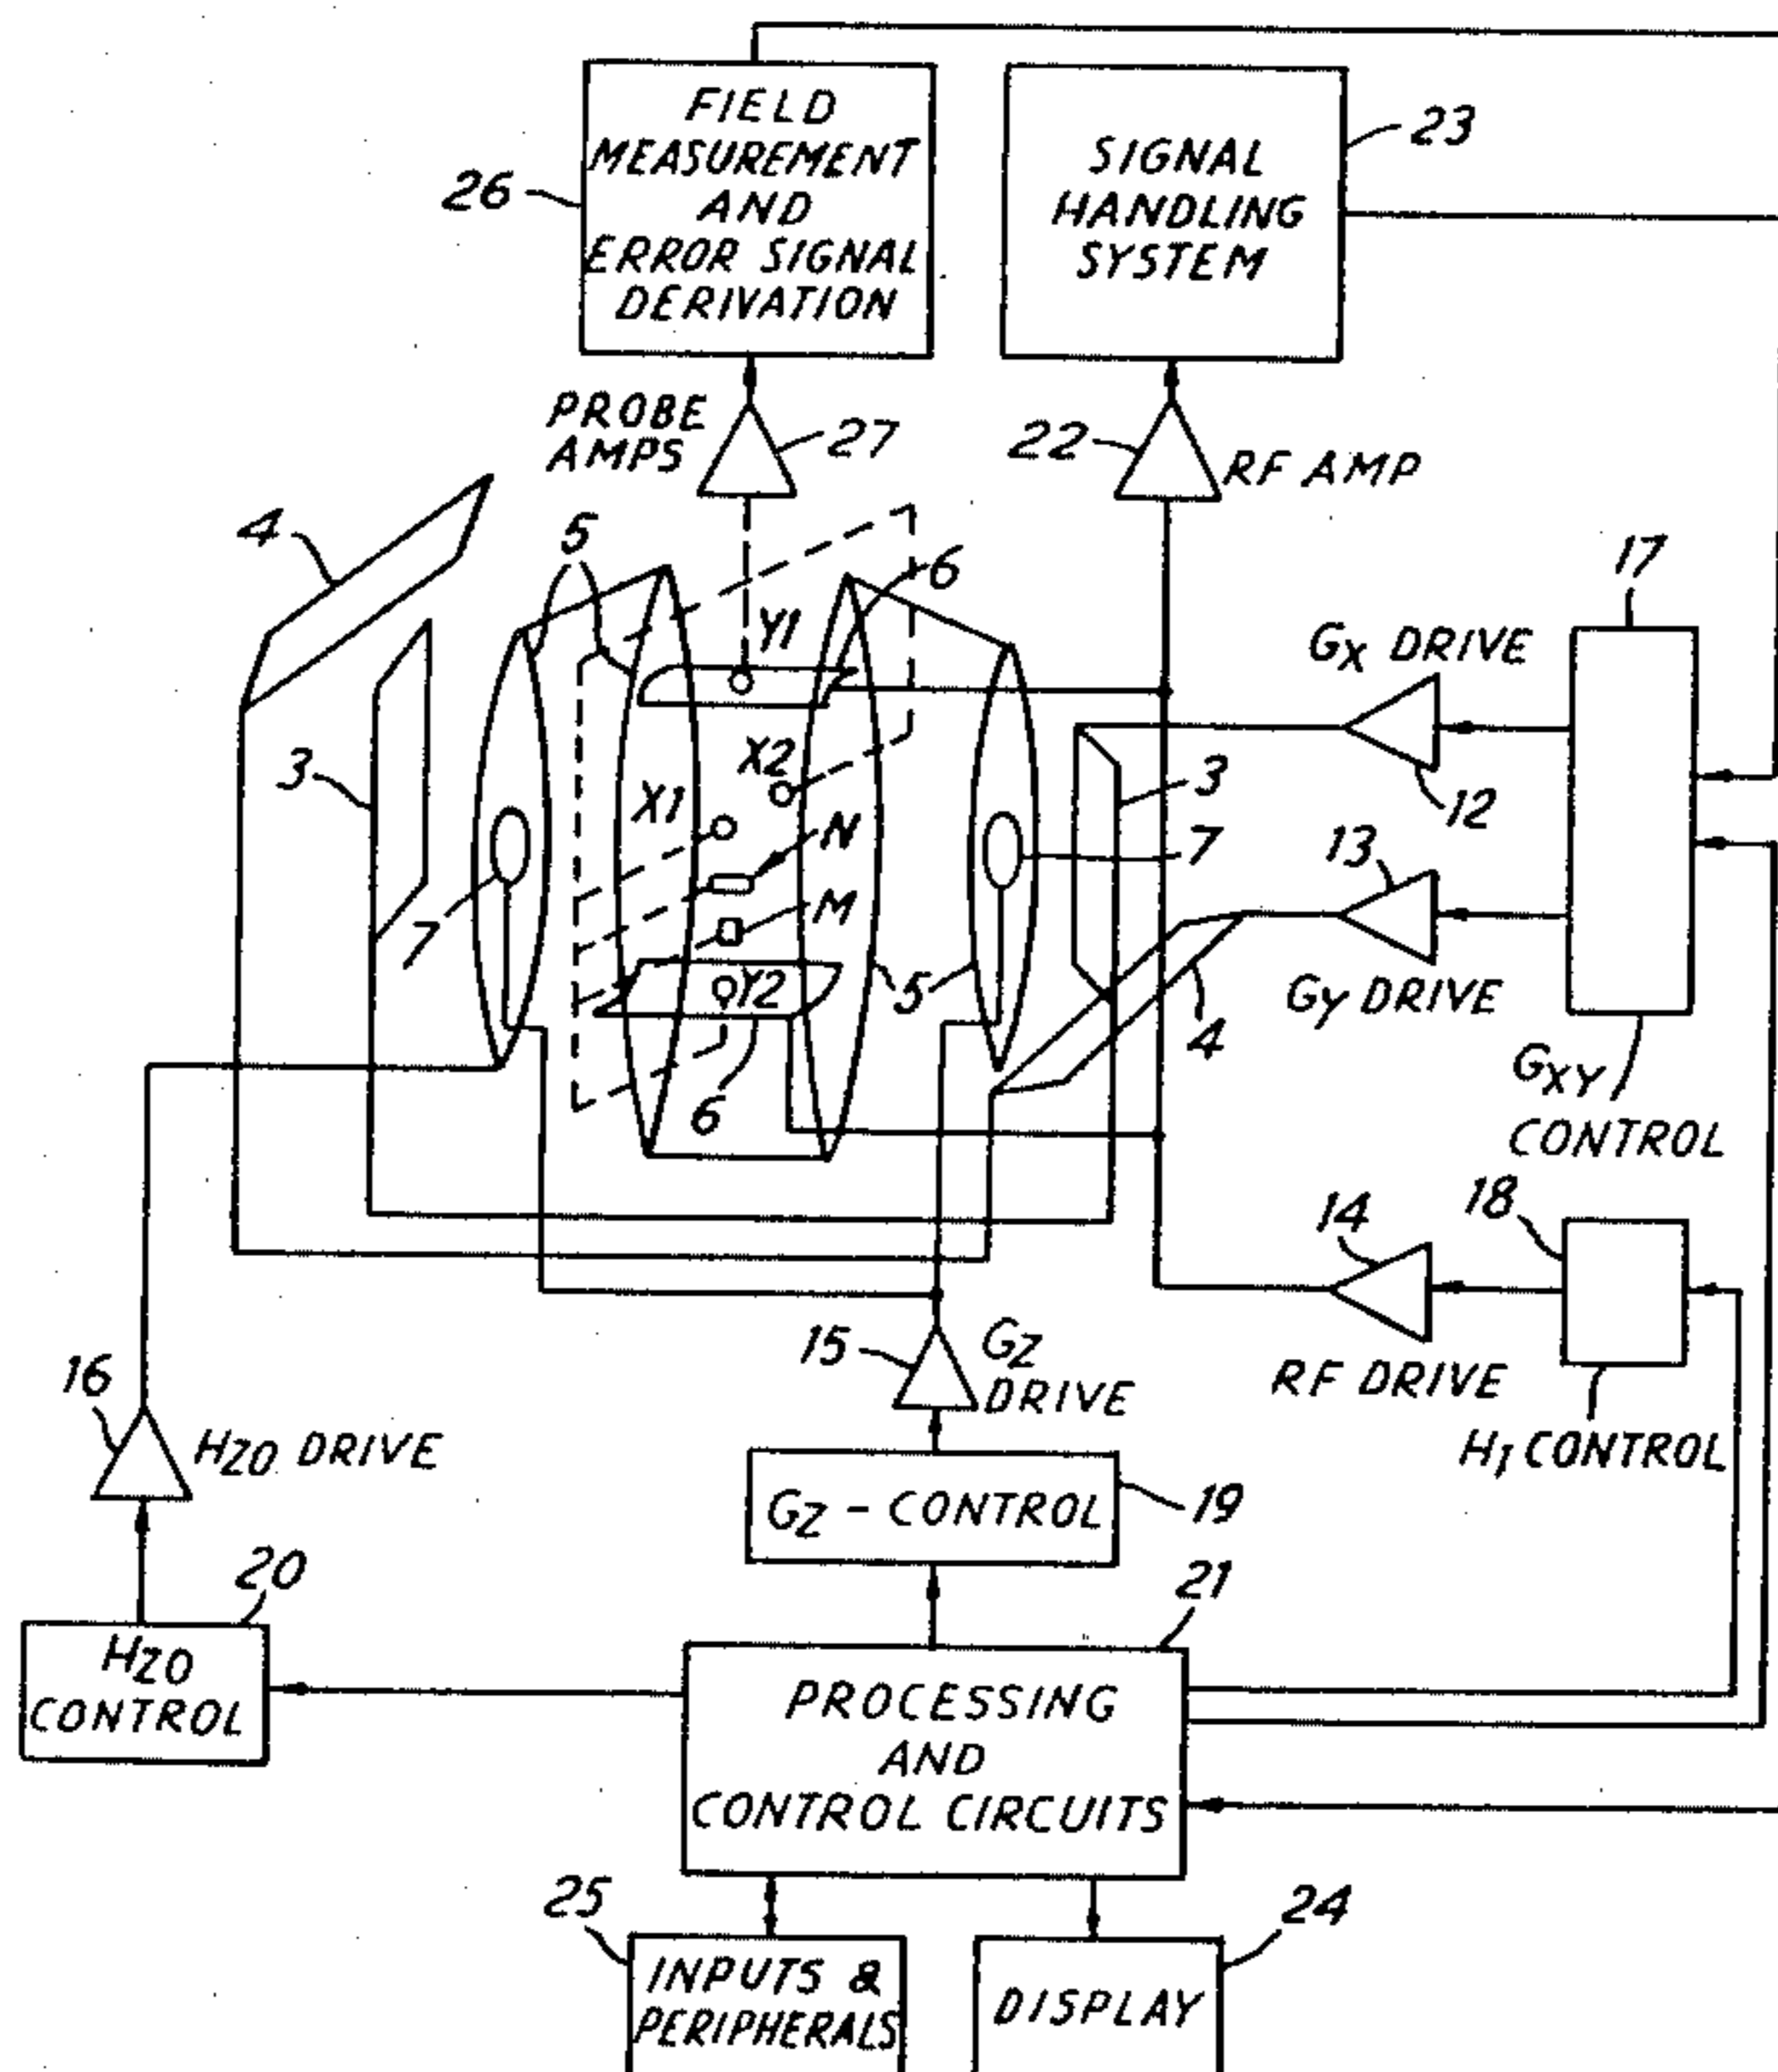 FIELD
MEASUREMENT
AND
ERROR SIGNAL
DERIVATION
26
SIGNAL
HANDLING
SYSTEM
23
PROBE
AMPS
27
22
RF AMP
4
5
6
17
Y1
GX DRIVE
3
X2
X1
3
12
N
7
13
M
7
Y2
5
4
GY DRIVE
6
GXY
CONTROL
14
18
15
GZ
DRIVE
RF DRIVE
16
HZO DRIVE
H1 CONTROL
GZ - CONTROL
19
20
21
HZO
CONTROL
PROCESSING
AND
CONTROL CIRCUITS
25
24
INPUTS &
PERIPHERALS
DISPLAY